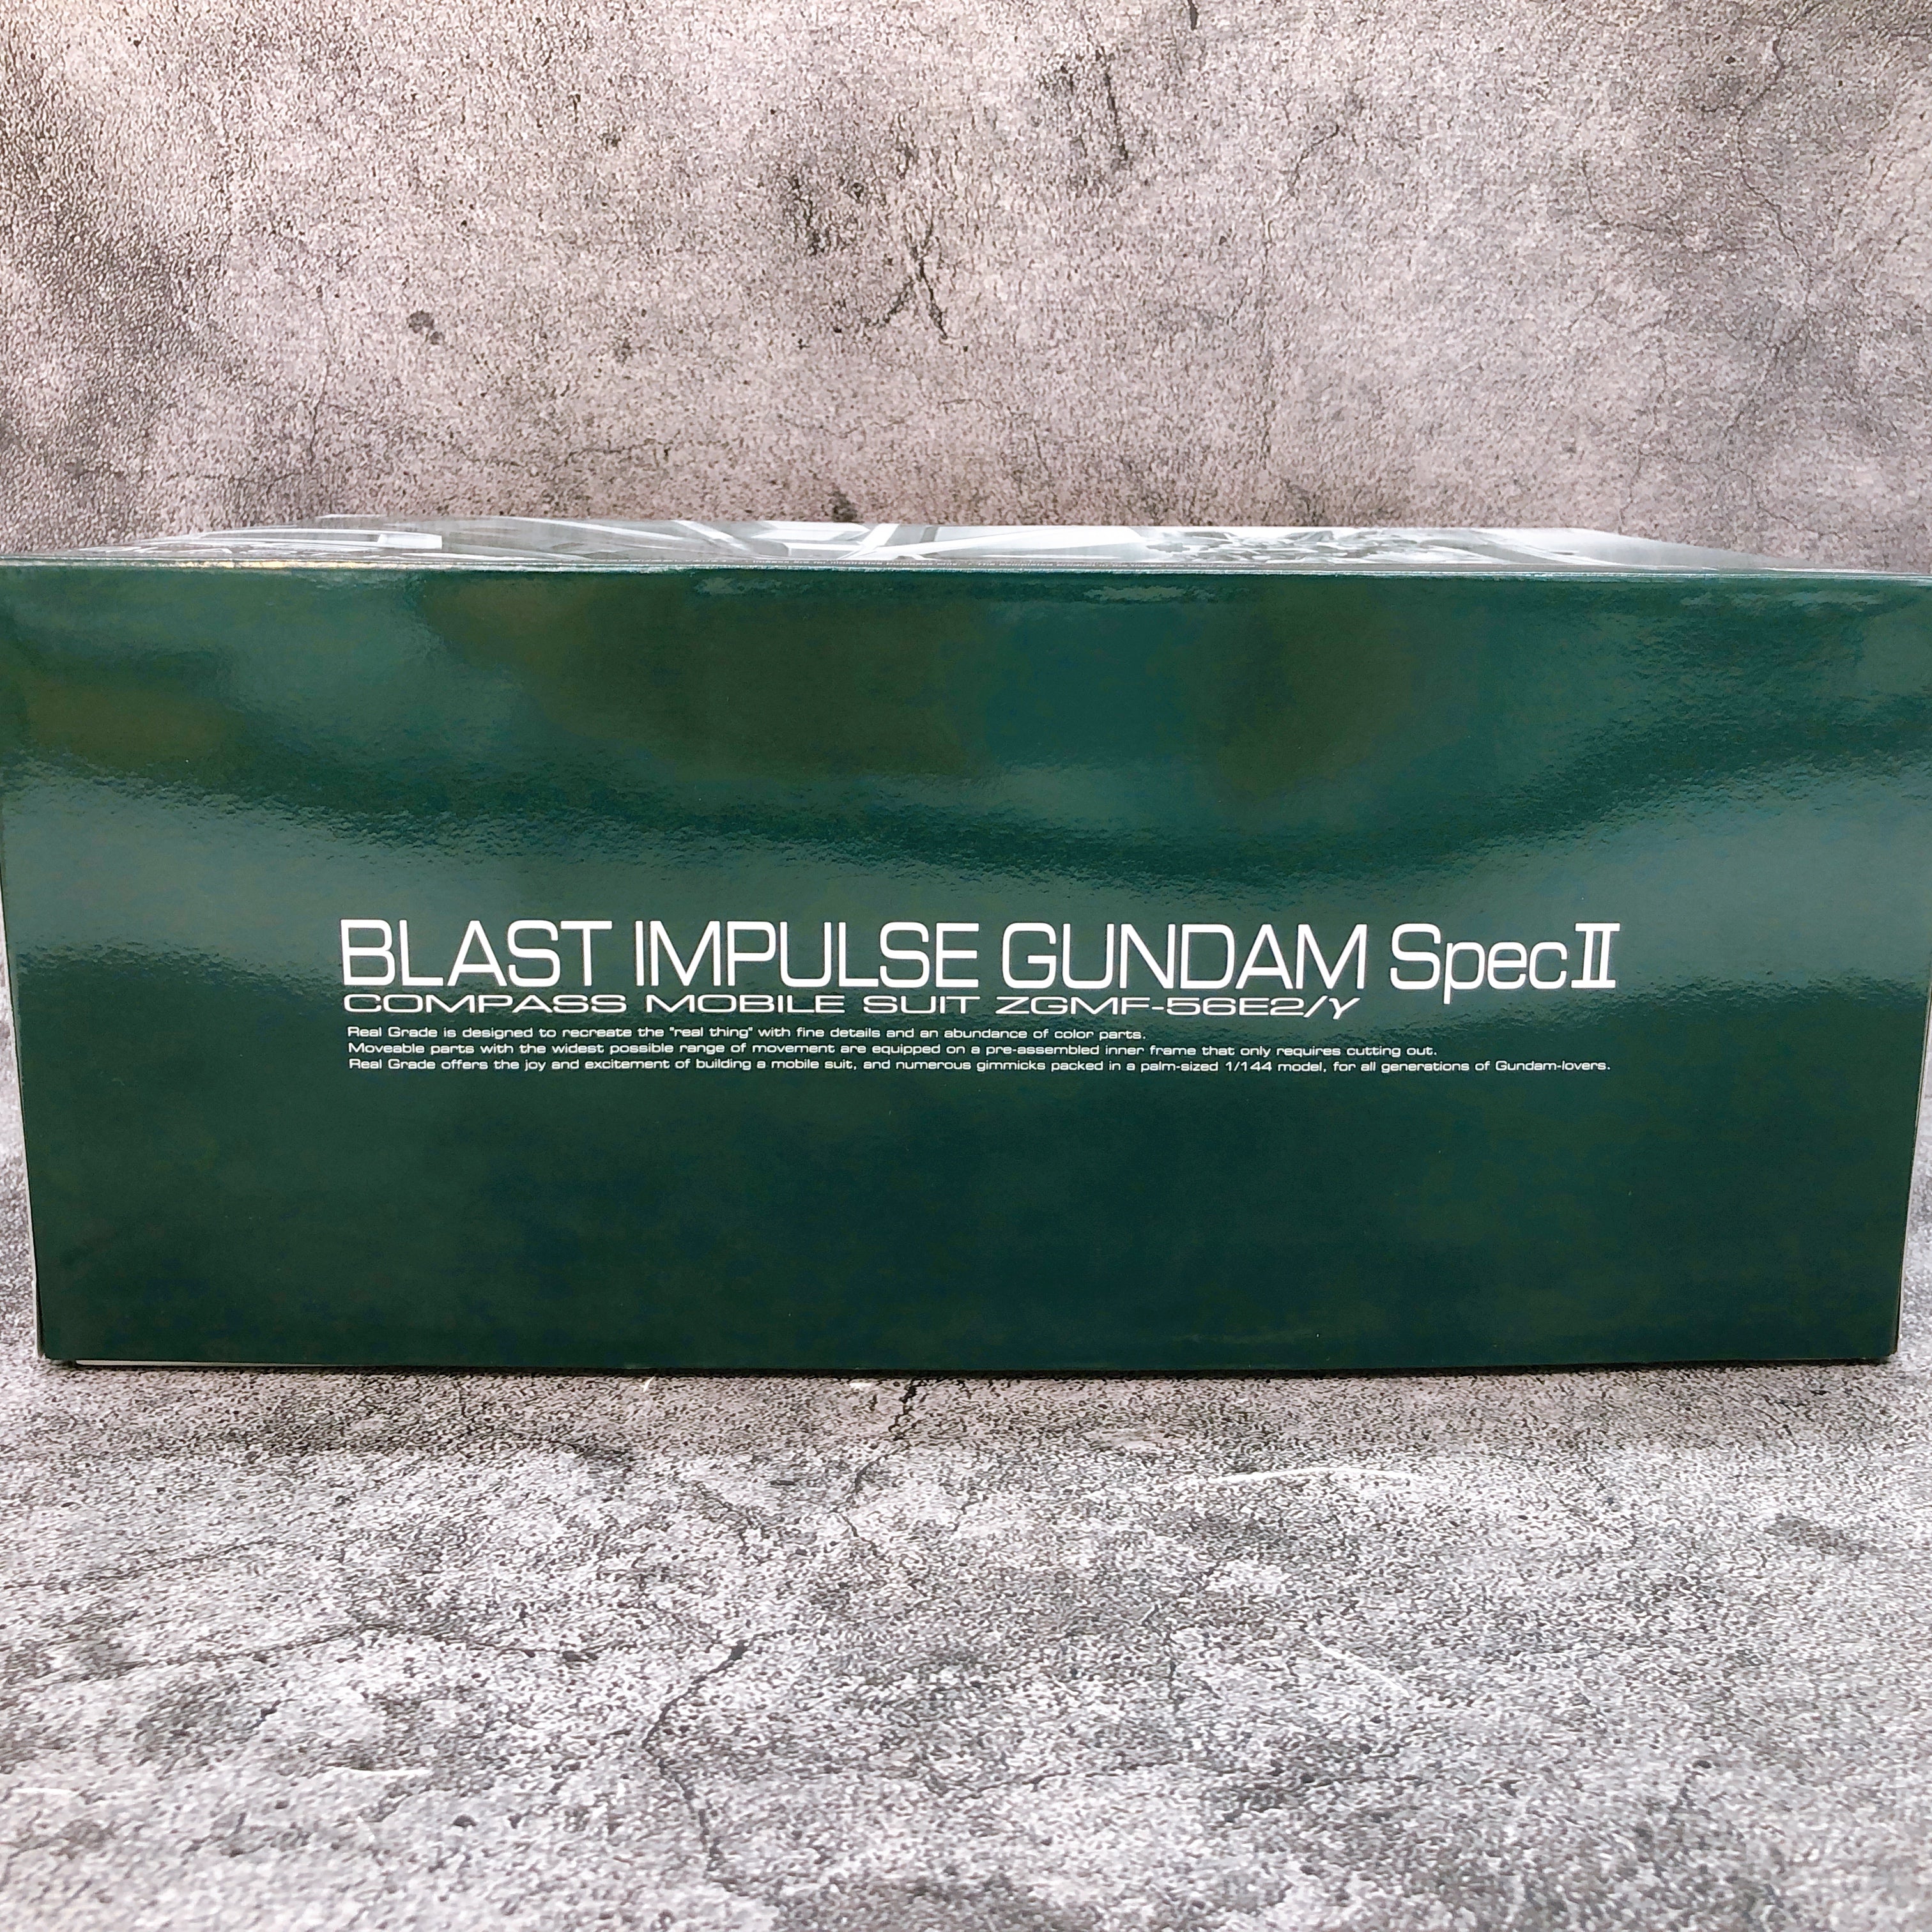 BLAST IMPULSE GUNDAM SpecⅡ
COMPASS MOBILE SUIT ZGMF-56E2/γ
Real Grade is designed to recreate the "real thing" with fine details and an abundance of color parts.
Moveable parts with the widest possible range of movement are equipped on a pre-assembled inner frame that only requires cutting out.
Real Grade offers the joy and excitement of building a mobile suit, and numerous gimmicks packed in a palm-sized 1/144 model, for all generations of Gundam-lovers.